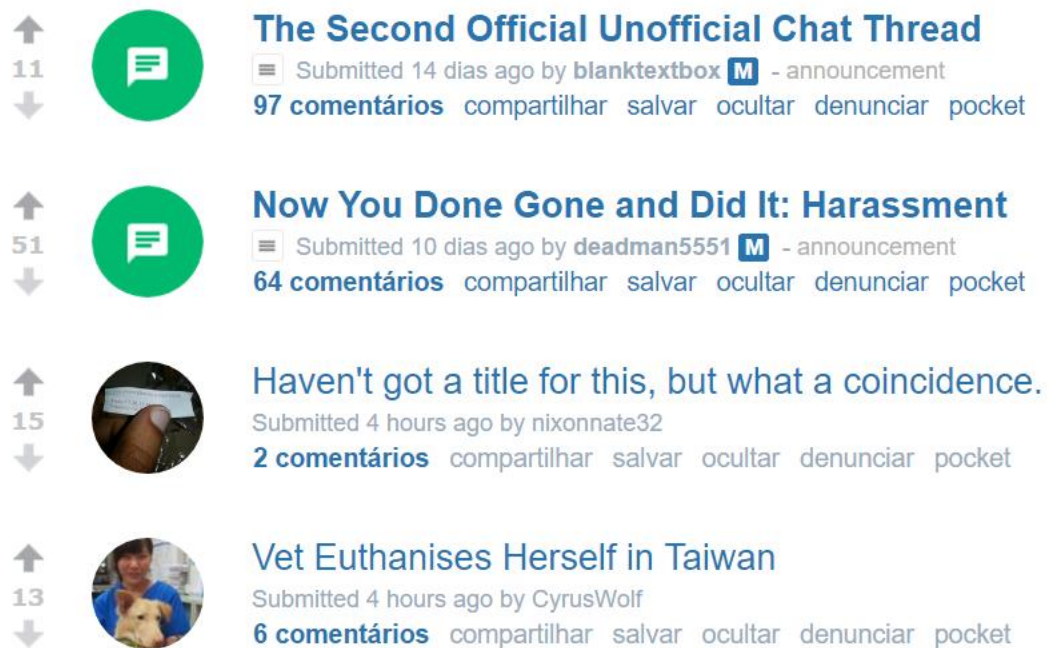 The Second Official Unofficial Chat Thread
11
Submitted 14 dias ago by blanktextbox M - announcement
97 comentários compartilhar salvar ocultar denunciar pocket
Now You Done Gone and Did It: Harassment
51
Submitted 10 dias ago by deadman5551 M - announcement
64 comentários compartilhar salvar ocultar denunciar pocket
Haven't got a title for this, but what a coincidence.
15
Submitted 4 hours ago by nixonnate32
2 comentários compartilhar salvar ocultar denunciar pocket
Vet Euthanises Herself in Taiwan
13
Submitted 4 hours ago by CyrusWolf
6 comentários compartilhar salvar ocultar denunciar pocket